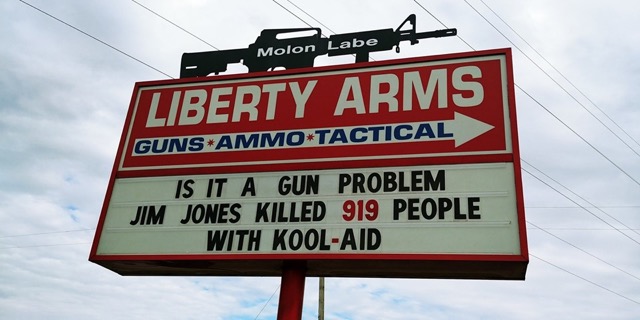 Molon Labe
LIBERTY ARMS
GUNS*AMMO*TACTICAL
IS IT A GUN PROBLEM
JIM JONES KILLED 919 PEOPLE
WITH KOOL-AID